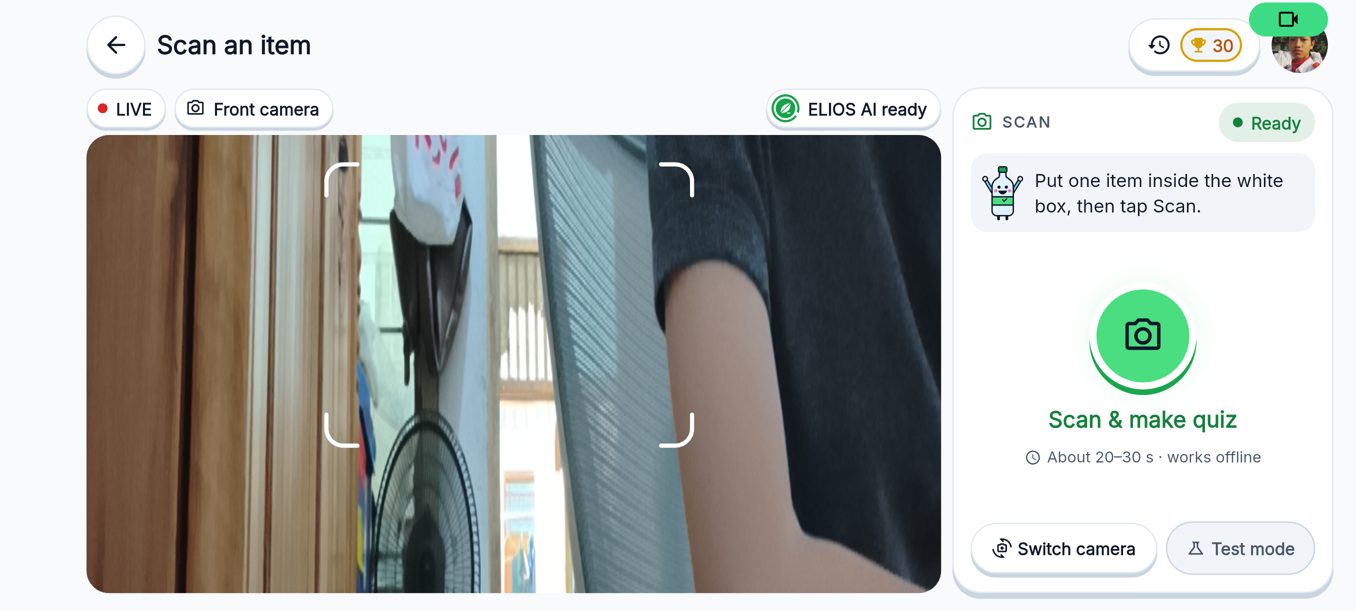 Scan an item
30
LIVE
Front camera
ELIOS AI ready
SCAN
Ready
Put one item inside the white
box, then tap Scan.
Scan & make quiz
About 20–30 s · works offline
Switch camera
Test mode